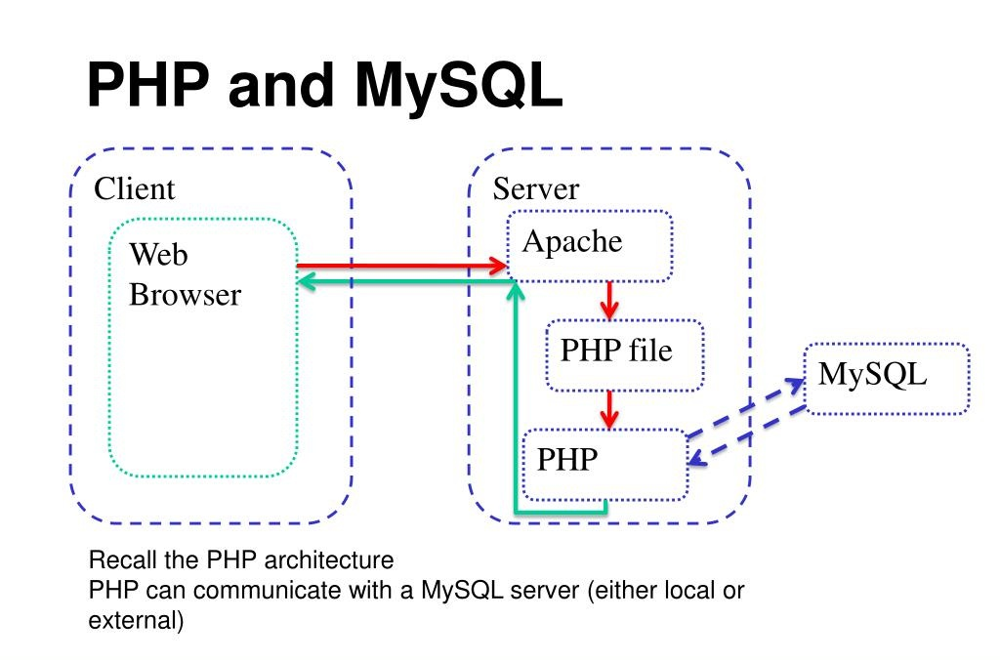 PHP and MySQL
Client
Web
Browser
Server
Apache
PHP file
PHP
MySQL
Recall the PHP architecture
PHP can communicate with a MySQL server (either local or
external)